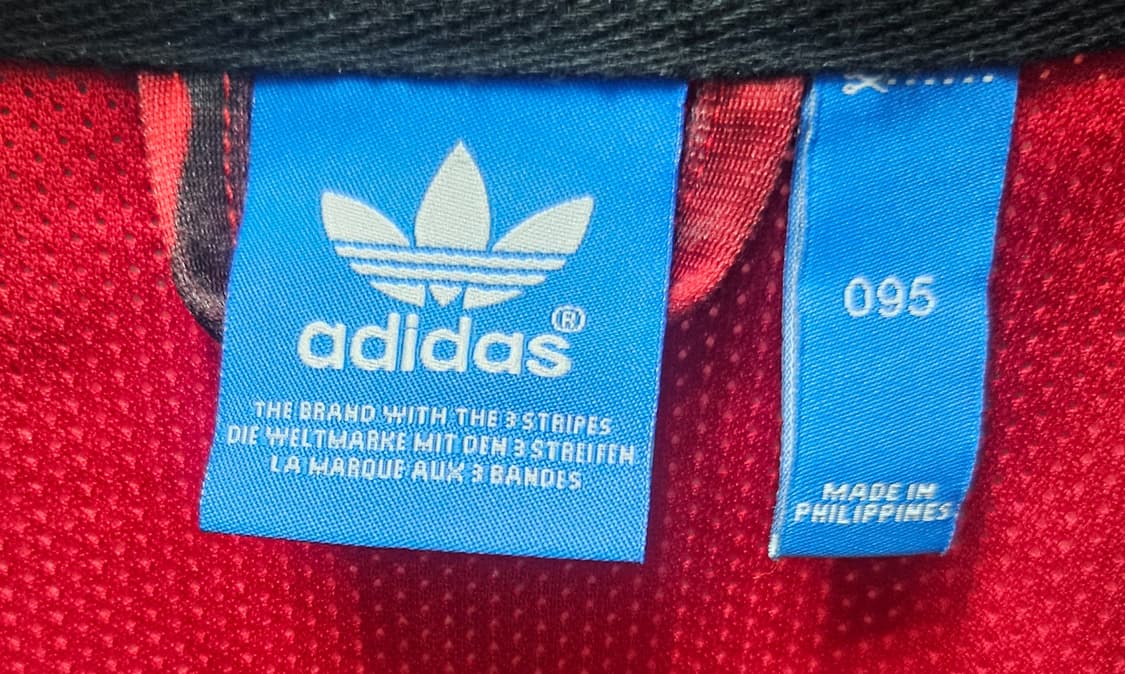 adidas®
THE BRAND WITH THE 3 STRIPES
DIE WELTMARKE MIT DEN 3 STREIFEN
LA MARQUE AUX 3 BANDES
095
MADE IN
PHILIPPINES